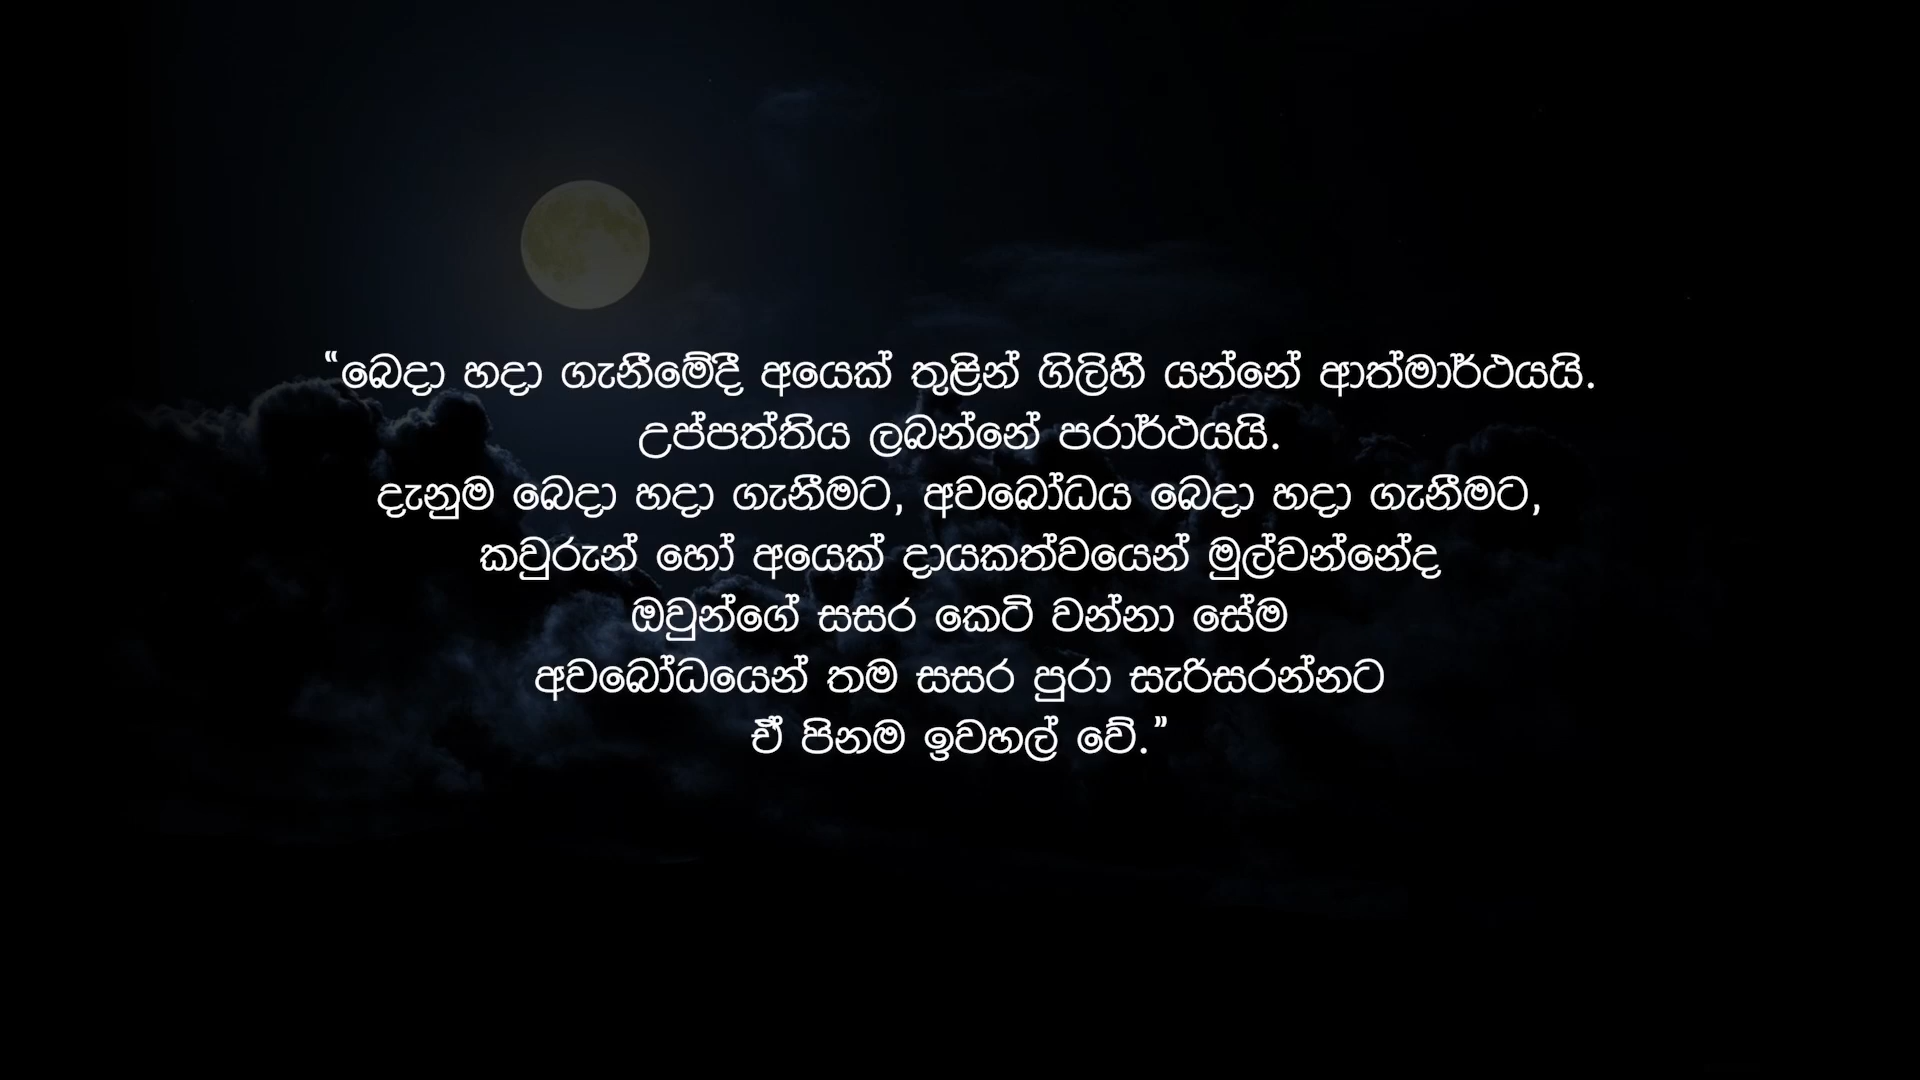 “බෙදා හදා ගැනීමේදී අයෙක් තුළින් ගිලිහී යන්නේ ආත්මාර්ථයයි.
උප්පත්තිය ලබන්නේ පරාර්ථයයි.
දැනුම බෙදා හදා ගැනීමට, අවබෝධය බෙදා හදා ගැනීමට,
කවුරුන් හෝ අයෙක් දායකත්වයෙන් මුල්වන්නේද
ඔවුන්ගේ සසර කෙටි වන්නා සේම
අවබෝධයෙන් තම සසර පුරා සැරිසරන්නට
ඒ පිනම ඉවහල් වේ.”